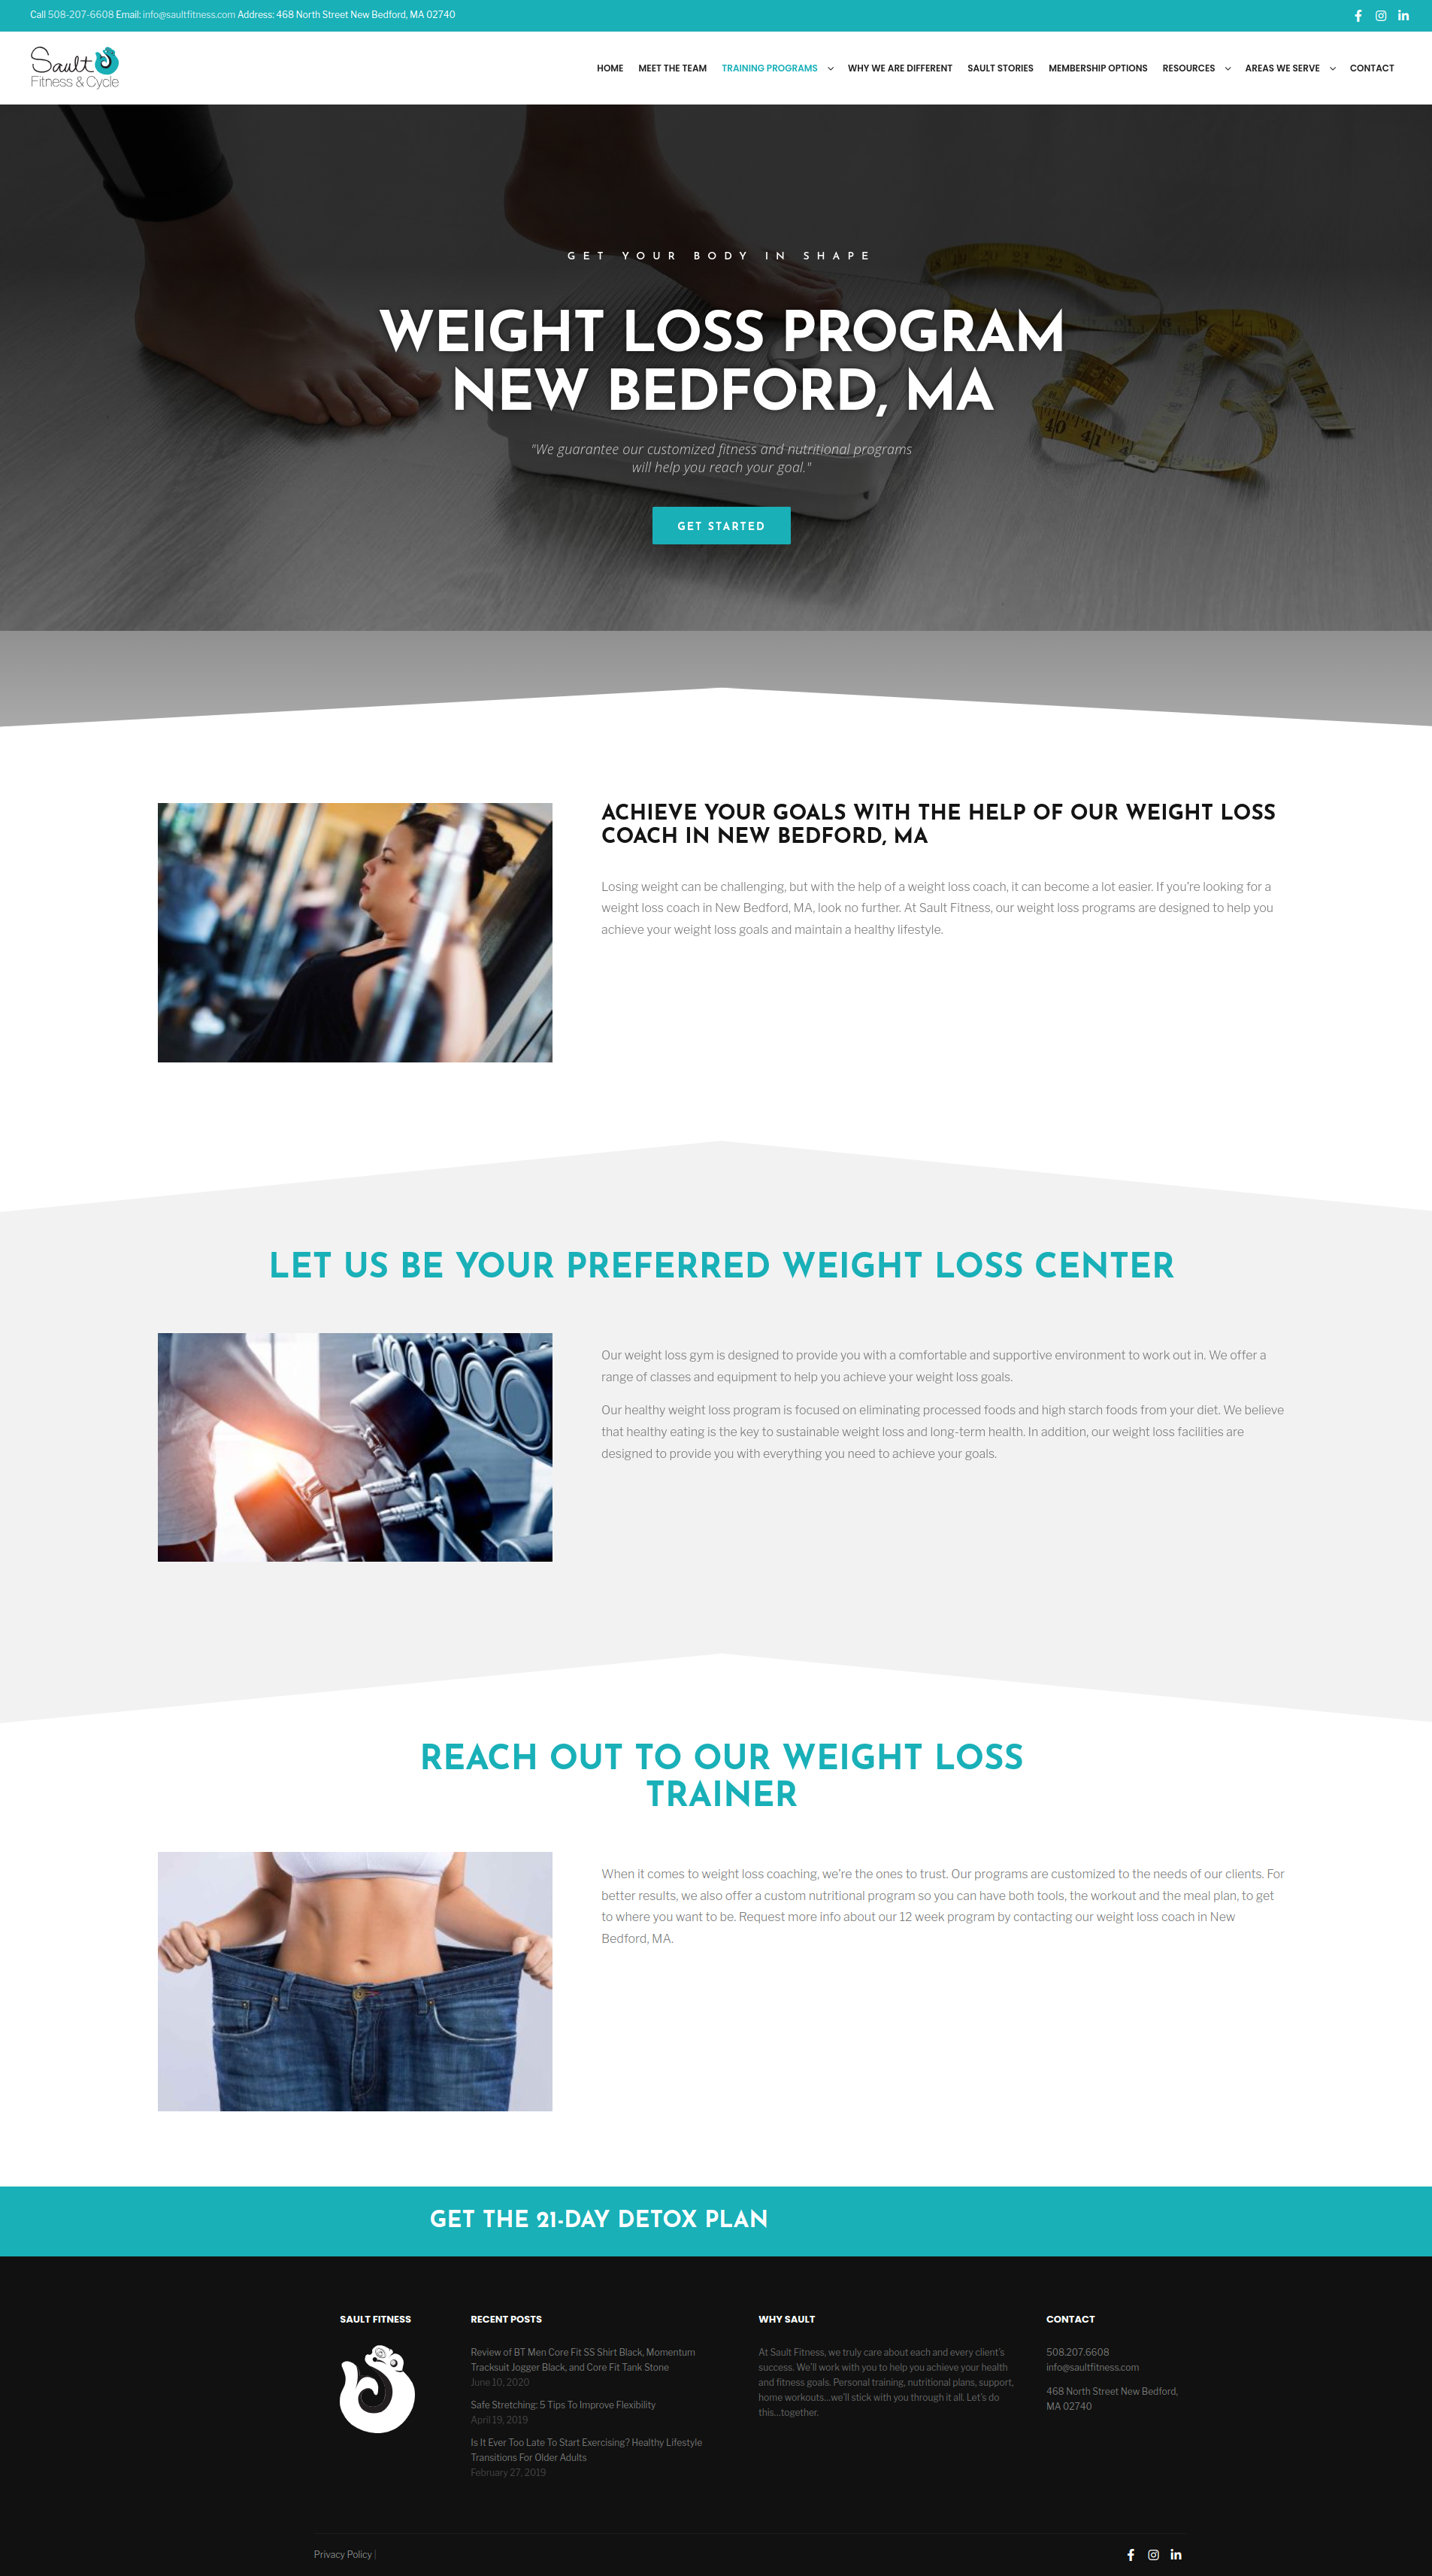 Call 508-207-6608 Email: info@saultfitness.com Address: 468 North Street New Bedford, MA 02740
Sault
Fitness & Cycle
HOME MEET THE TEAM TRAINING PROGRAMS WHY WE ARE DIFFERENT SAULT STORIES MEMBERSHIP OPTIONS RESOURCES AREAS WE SERVE CONTACT
GET YOUR BODY IN SHAPE
WEIGHT LOSS PROGRAM
NEW BEDFORD, MA
"We guarantee our customized fitness and nutritional programs
will help you reach your goal."
GET STARTED
40 41
ACHIEVE YOUR GOALS WITH THE HELP OF OUR WEIGHT LOSS
COACH IN NEW BEDFORD, MA
Losing weight can be challenging, but with the help of a weight loss coach, it can become a lot easier. If you're looking for a
weight loss coach in New Bedford, MA, look no further. At Sault Fitness, our weight loss programs are designed to help you
achieve your weight loss goals and maintain a healthy lifestyle.
LET US BE YOUR PREFERRED WEIGHT LOSS CENTER
Our weight loss gym is designed to provide you with a comfortable and supportive environment to work out in. We offer a
range of classes and equipment to help you achieve your weight loss goals.
Our healthy weight loss program is focused on eliminating processed foods and high starch foods from your diet. We believe
that healthy eating is the key to sustainable weight loss and long-term health. In addition, our weight loss facilities are
designed to provide you with everything you need to achieve your goals.
REACH OUT TO OUR WEIGHT LOSS
TRAINER
When it comes to weight loss coaching, we're the ones to trust. Our programs are customized to the needs of our clients. For
better results, we also offer a custom nutritional program so you can have both tools, the workout and the meal plan, to get
to where you want to be. Request more info about our 12 week program by contacting our weight loss coach in New
Bedford, MA.
GET THE 21-DAY DETOX PLAN
SAULT FITNESS
RECENT POSTS
Review of BT Men Core Fit SS Shirt Black, Momentum
Tracksuit Jogger Black, and Core Fit Tank Stone
June 10, 2020
Safe Stretching: 5 Tips To Improve Flexibility
April 19, 2019
Is It Ever Too Late To Start Exercising? Healthy Lifestyle
Transitions For Older Adults
February 27, 2019
WHY SAULT
At Sault Fitness, we truly care about each and every client's
success. We'll work with you to help you achieve your health
and fitness goals. Personal training, nutritional plans, support,
home workouts...we'll stick with you through it all. Let's do
this...together.
CONTACT
508.207.6608
info@saultfitness.com
468 North Street New Bedford,
MA 02740
Privacy Policy |